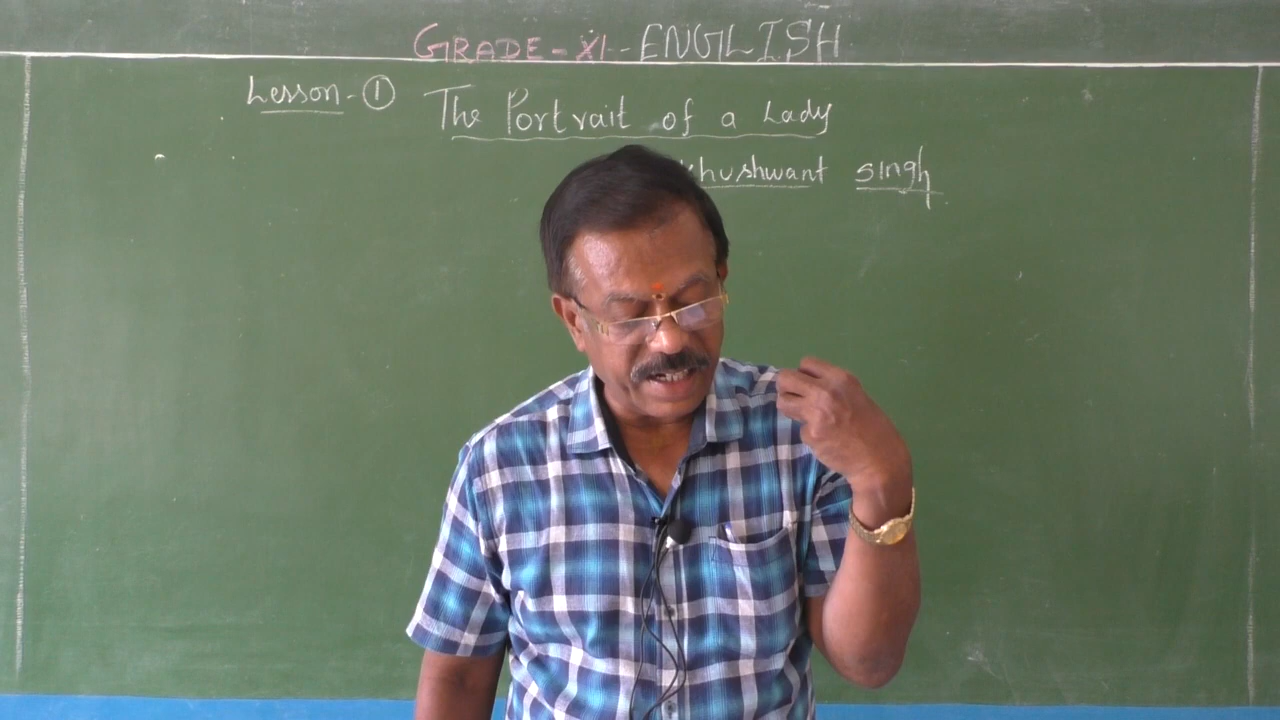 GRADE - XI - ENGLISH
Lesson - ① The Portrait of a Lady
Khushwant singh